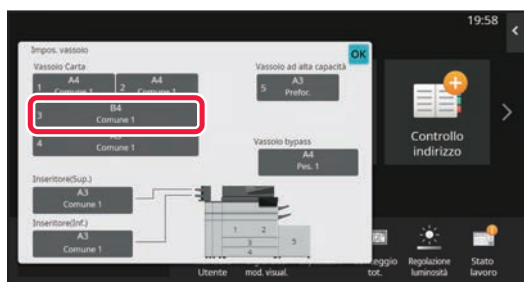 19:58
Impos. vassoio
OK
Vassoio Carta
Vassoio ad alta capacità
1 A4 Comune 1
2 A4 Comune 1
5 A3 Prefor.
3 B4 Comune 1
4 Comune 1
Controllo indirizzo
Vassoio bypass
A4
Pes. 1
Inseritore(Sup.)
A3
Comune 1
Inseritore(Inf.)
A3
Comune 1
1 2
3
4
5
Utente
mod. visual.
tot.
Regolazione luminosità
Stato lavoro